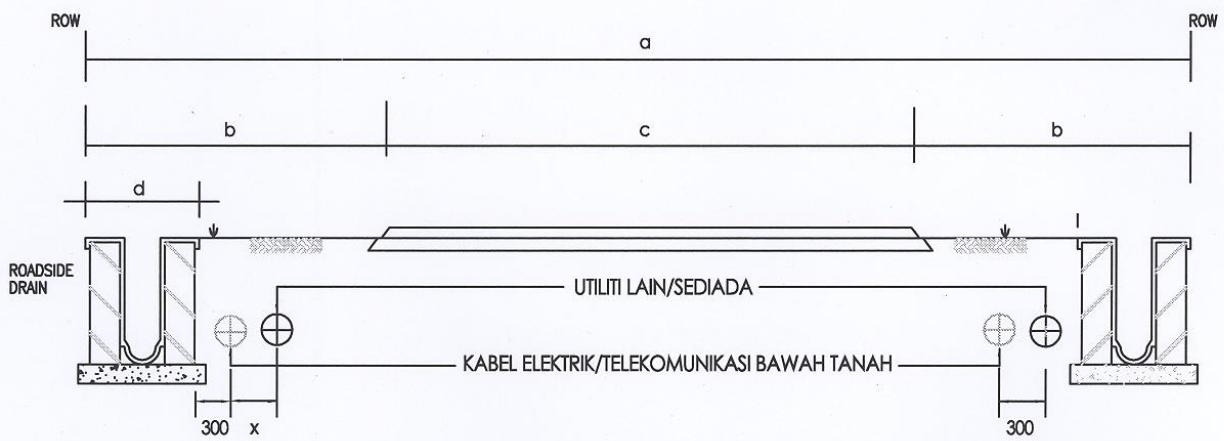 ROW
ROW
a
b
c
b
d
ROADSIDE
DRAIN
UTILITI LAIN/SEDIADA
KABEL ELEKTRIK/TELEKOMUNIKASI BAWAH TANAH
300
x
300